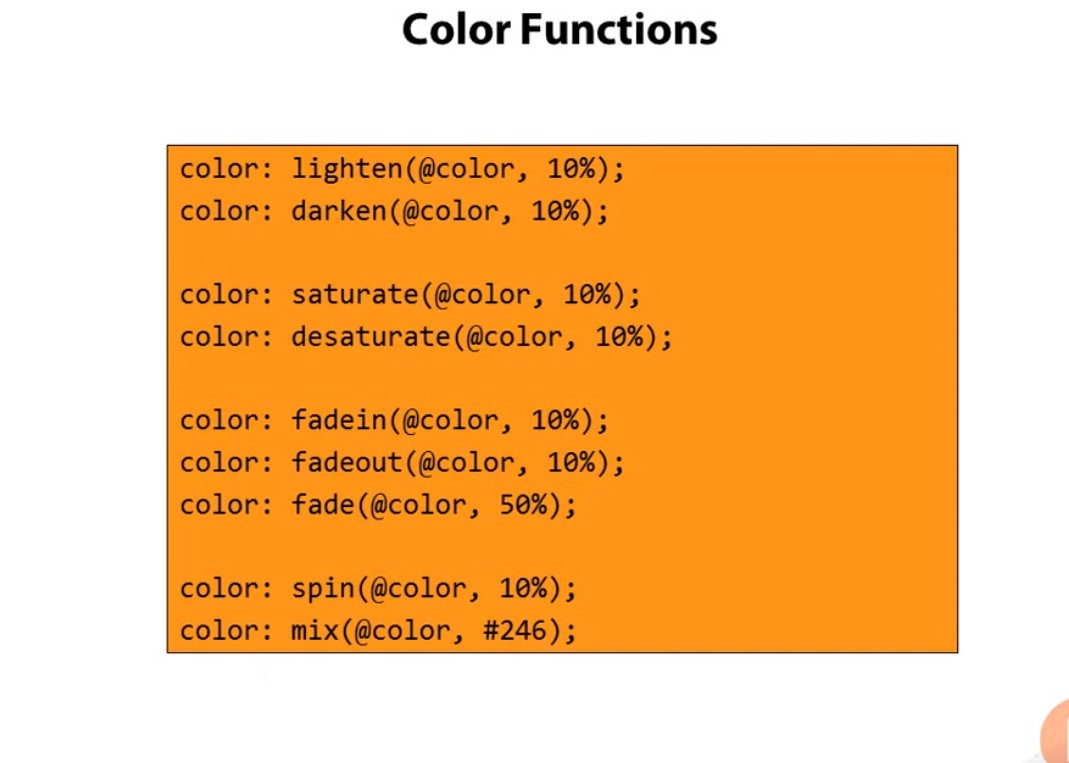 Color Functions
color: lighten(@color, 10%);
color: darken(@color, 10%);
color: saturate(@color, 10%);
color: desaturate(@color, 10%);
color: fadein(@color, 10%);
color: fadeout(@color, 10%);
color: fade(@color, 50%);
color: spin(@color, 10%);
color: mix(@color, #246);